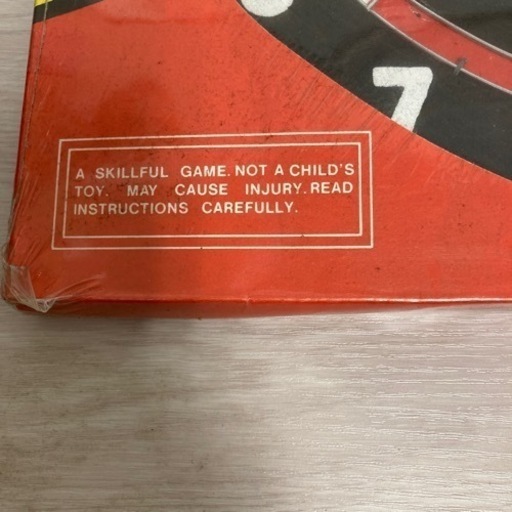 7
A SKILLFUL GAME. NOT A CHILD'S
TOY. MAY CAUSE INJURY. READ
INSTRUCTIONS CAREFULLY.